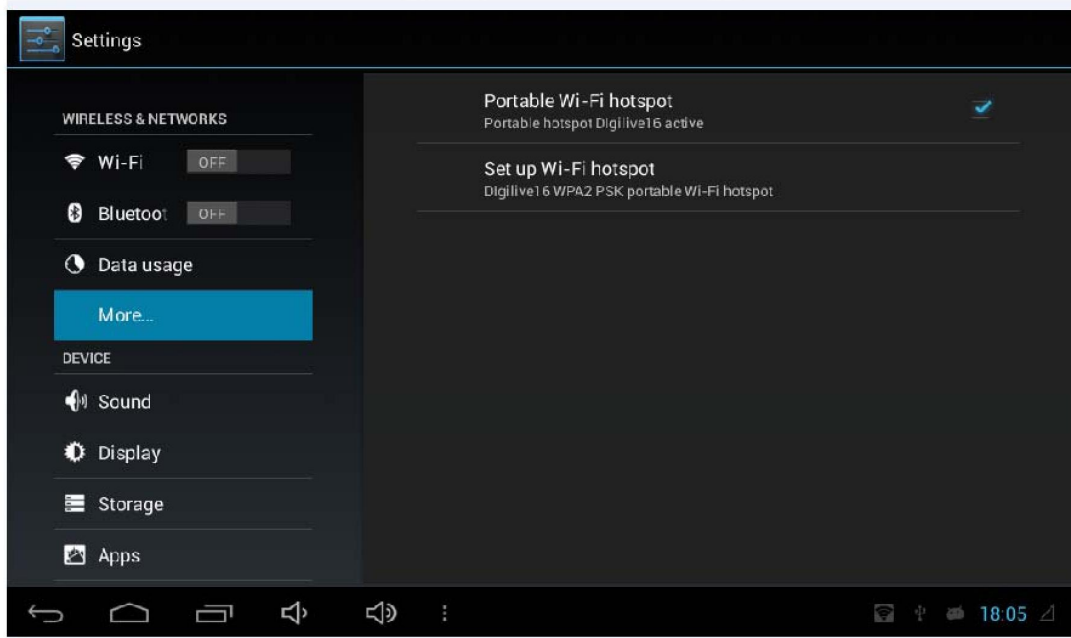 Settings
WIRELESS & NETWORKS
Wi-Fi OFF
Bluetoot OFF
Data usage
More...
DEVICE
Sound
Display
Storage
Apps
Portable Wi-Fi hotspot
Portable hotspot Digilive16 active
Set up Wi-Fi hotspot
Digilive16 WPA2 PSK portable Wi-Fi hotspot
18:05